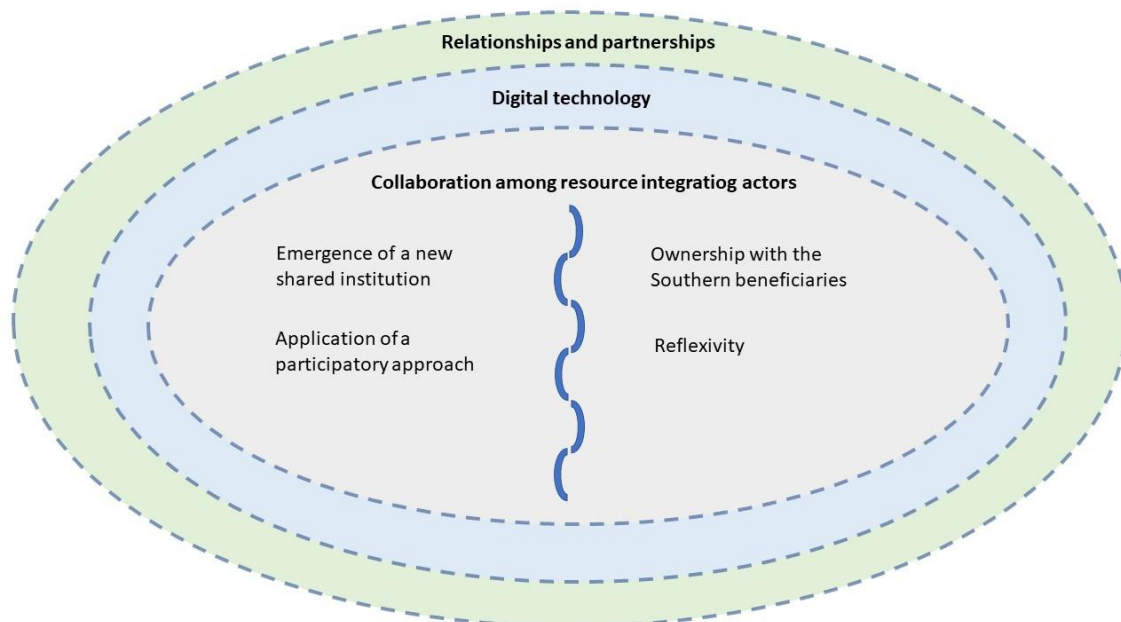 Relationships and partnerships
Digital technology
Collaboration among resource integratiog actors
Emergence of a new
shared institution
Application of a
participatory approach
Ownership with the
Southern beneficiaries
Reflexivity